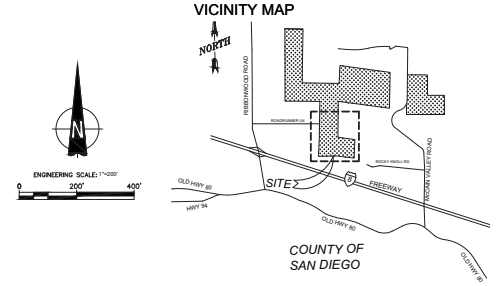 VICINITY MAP
NORTH
RIBBONWOOD ROAD
ROADRUNNER LN
ROCKY KNOLL RD.
McCAIN VALLEY ROAD
N
ENGINEERING SCALE: 1"=200'
0 200' 400'
OLD HWY 80
HWY 94
SITE
8
FREEWAY
OLD HWY 80
OLD HWY 80
COUNTY OF
SAN DIEGO